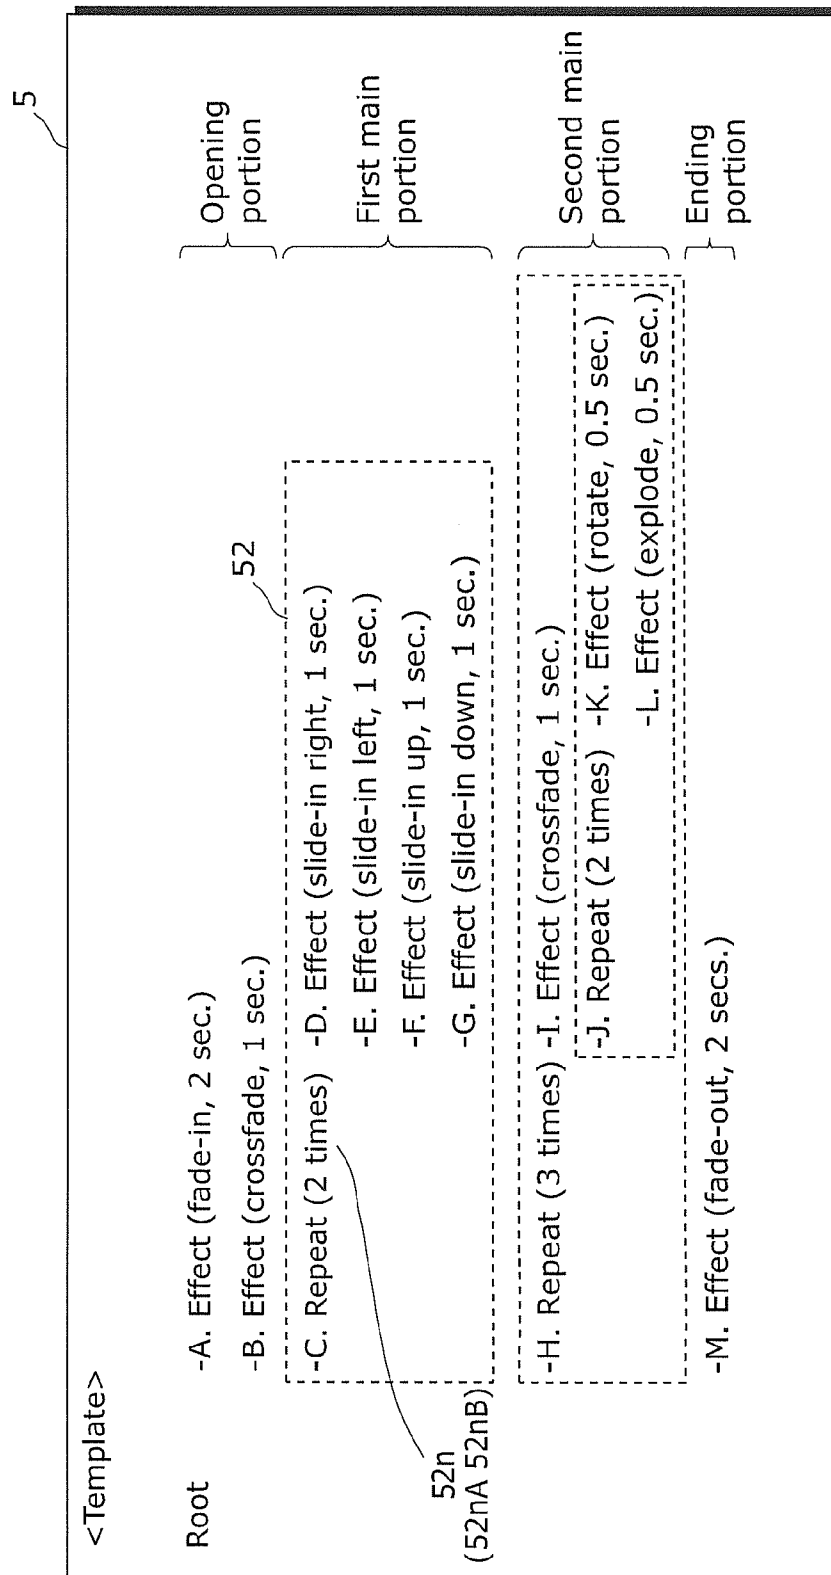 5
<Template>
Root
-A. Effect (fade-in, 2 sec.)
-B. Effect (crossfade, 1 sec.)
Opening
portion
52
-C. Repeat (2 times) -D. Effect (slide-in right, 1 sec.)
-E. Effect (slide-in left, 1 sec.)
-F. Effect (slide-in up, 1 sec.)
-G. Effect (slide-in down, 1 sec.)
First main
portion
52n
(52nA 52nB)
-H. Repeat (3 times) -I. Effect (crossfade, 1 sec.)
-J. Repeat (2 times) -K. Effect (rotate, 0.5 sec.)
-L. Effect (explode, 0.5 sec.)
Second main
portion
-M. Effect (fade-out, 2 secs.)
Ending
portion